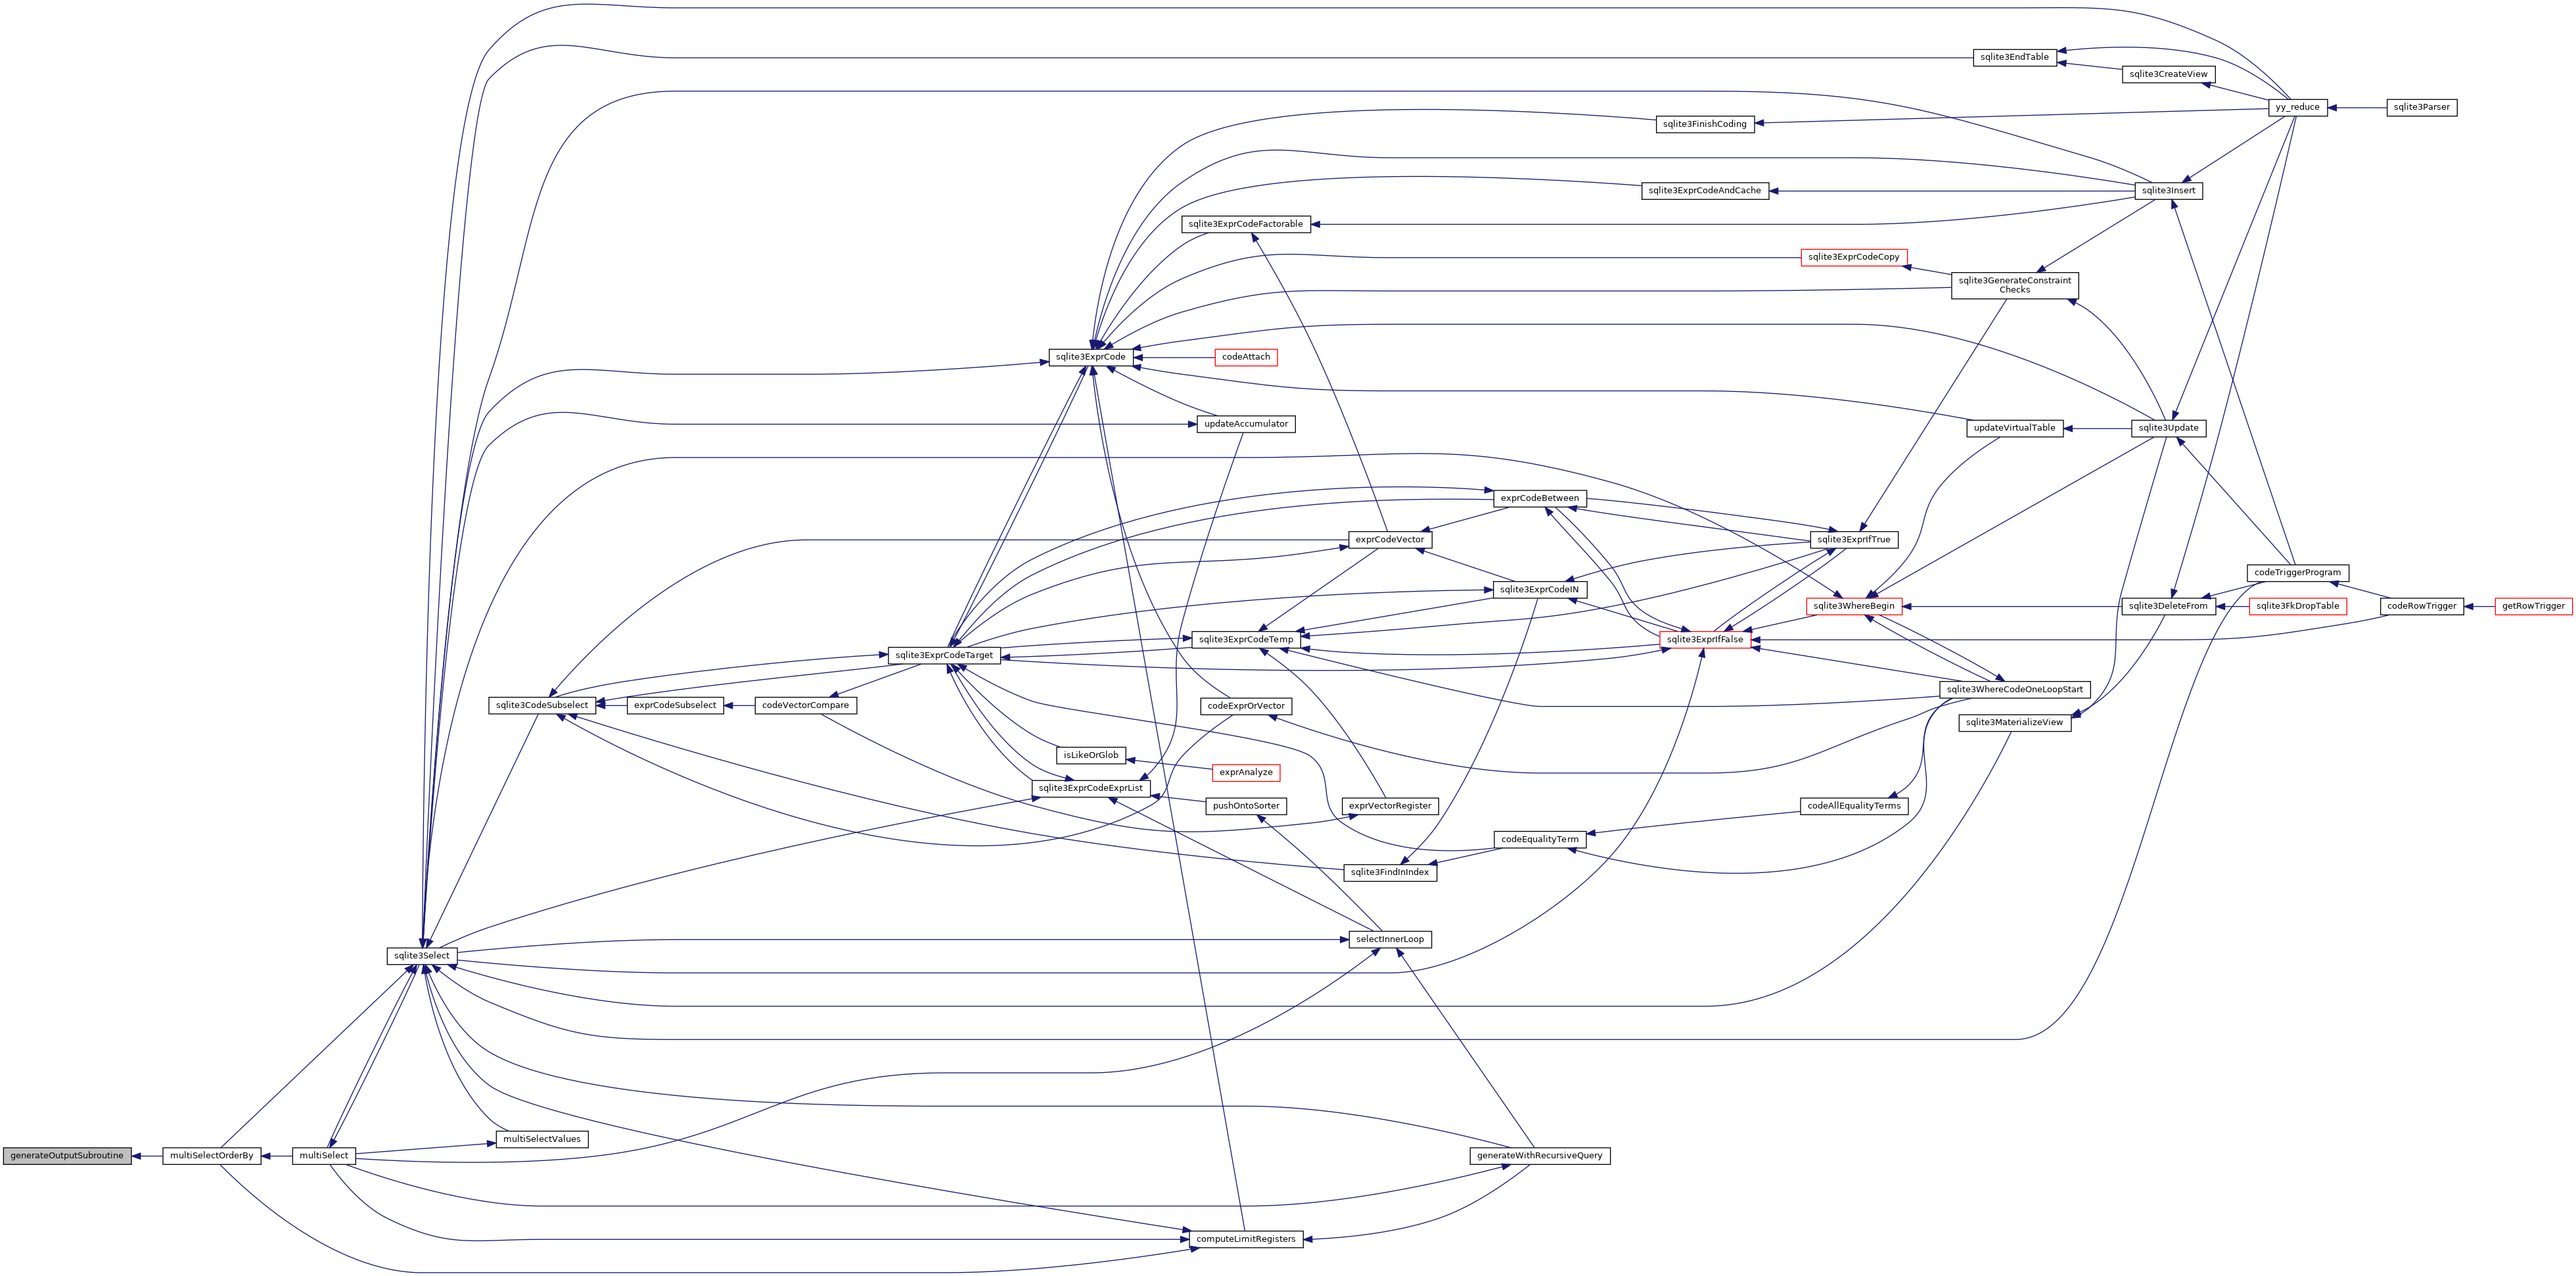 sqlite3EndTable
sqlite3CreateView
yy_reduce
sqlite3Parser
sqlite3FinishCoding
sqlite3ExprCodeAndCache
sqlite3Insert
sqlite3ExprCodeFactorable
sqlite3ExprCodeCopy
sqlite3GenerateConstraint
Checks
sqlite3ExprCode
codeAttach
updateAccumulator
updateVirtualTable
sqlite3Update
exprCodeBetween
exprCodeVector
sqlite3ExprIfTrue
codeTriggerProgram
sqlite3ExprCodeIN
sqlite3WhereBegin
sqlite3DeleteFrom
sqlite3FkDropTable
codeRowTrigger
getRowTrigger
sqlite3ExprCodeTemp
sqlite3ExprIfFalse
sqlite3ExprCodeTarget
sqlite3WhereCodeOneLoopStart
sqlite3CodeSubselect
exprCodeSubselect
codeVectorCompare
codeExprOrVector
sqlite3MaterializeView
isLikeOrGlob
exprAnalyze
sqlite3ExprCodeExprList
pushOntoSorter
exprVectorRegister
codeAllEqualityTerms
codeEqualityTerm
sqlite3FindInIndex
selectInnerLoop
sqlite3Select
multiSelectValues
generateOutputSubroutine
multiSelectOrderBy
multiSelect
generateWithRecursiveQuery
computeLimitRegisters